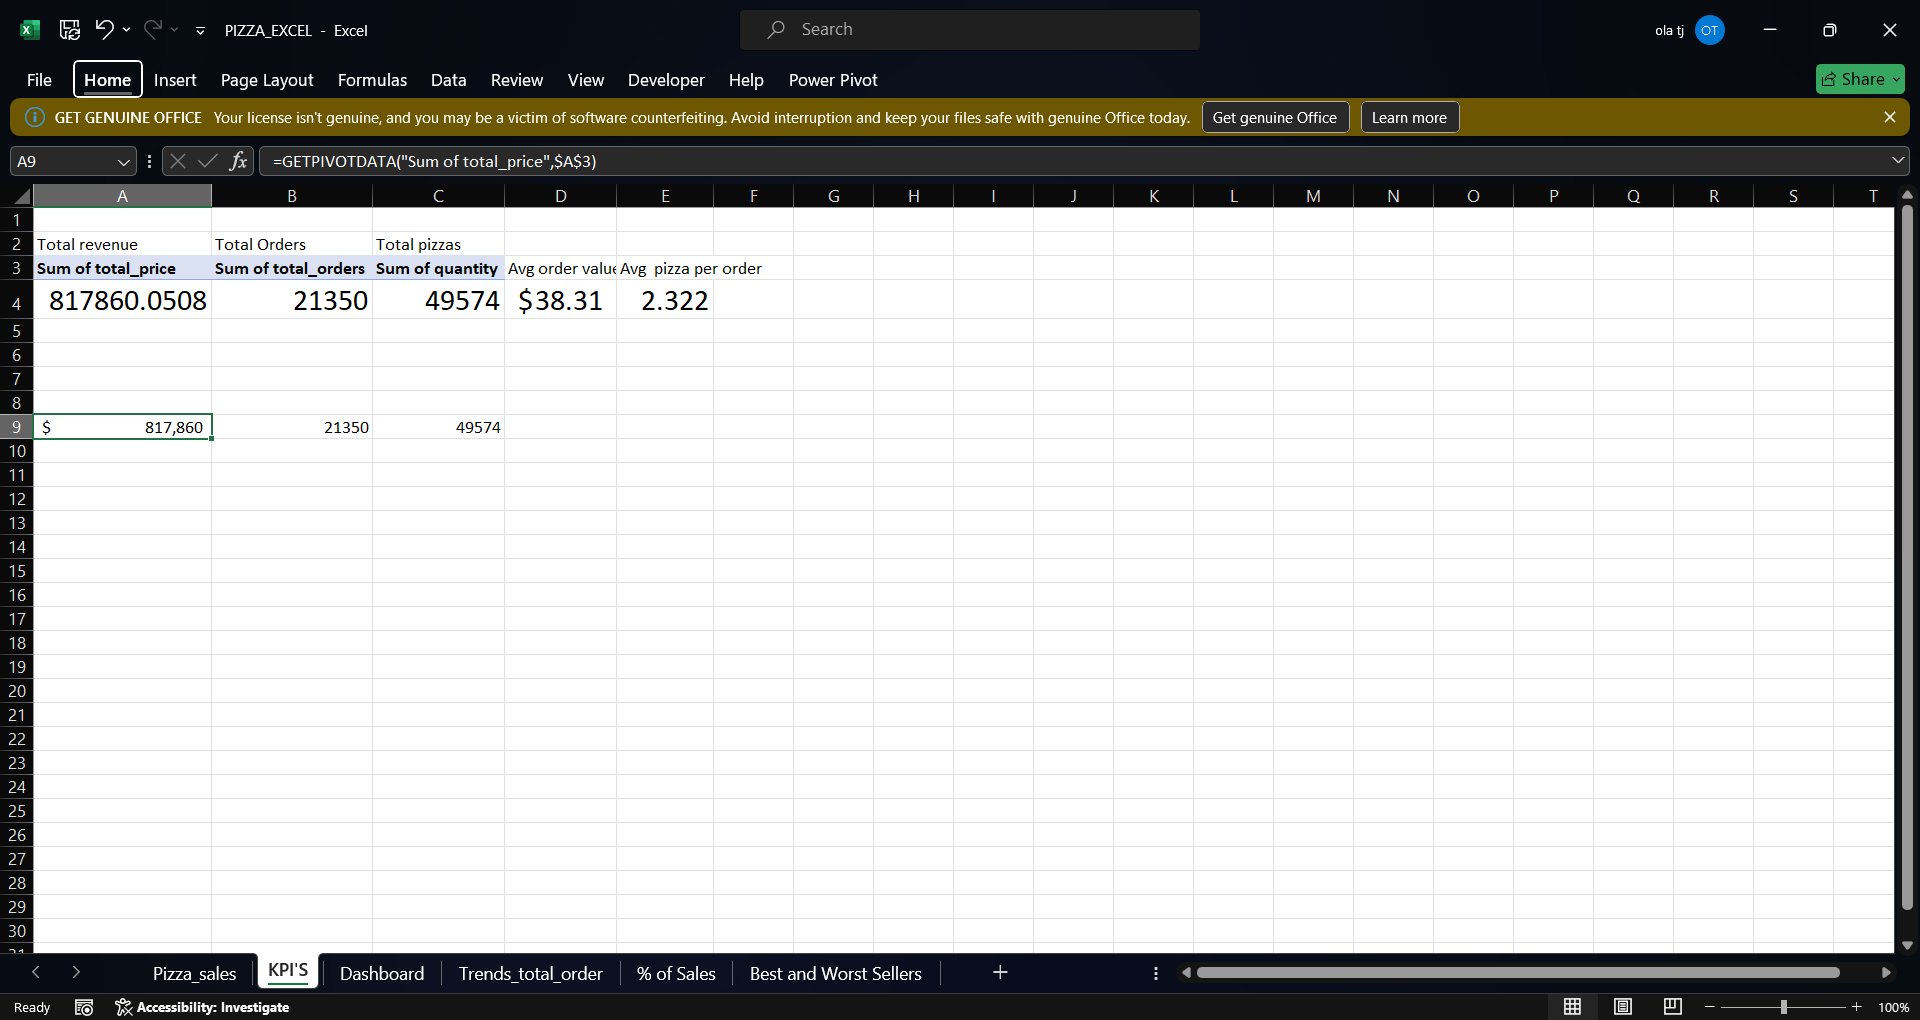 PIZZA_EXCEL - Excel
Search
ola tj OT
File Home Insert Page Layout Formulas Data Review View Developer Help Power Pivot
Share
GET GENUINE OFFICE Your license isn't genuine, and you may be a victim of software counterfeiting. Avoid interruption and keep your files safe with genuine Office today. Get genuine Office Learn more
A9 fx =GETPIVOTDATA("Sum of total_price",$A$3)
A B C D E F G H I J K L M N O P Q R S T
1
2 Total revenue Total Orders Total pizzas
3 Sum of total_price Sum of total_orders Sum of quantity Avg order value Avg pizza per order
4 817860.0508 21350 49574 $38.31 2.322
5
6
7
8
9 $ 817,860 21350 49574
10
11
12
13
14
15
16
17
18
19
20
21
22
23
24
25
26
27
28
29
30
31
Pizza_sales KPI'S Dashboard Trends_total_order % of Sales Best and Worst Sellers
Ready Accessibility: Investigate 100%